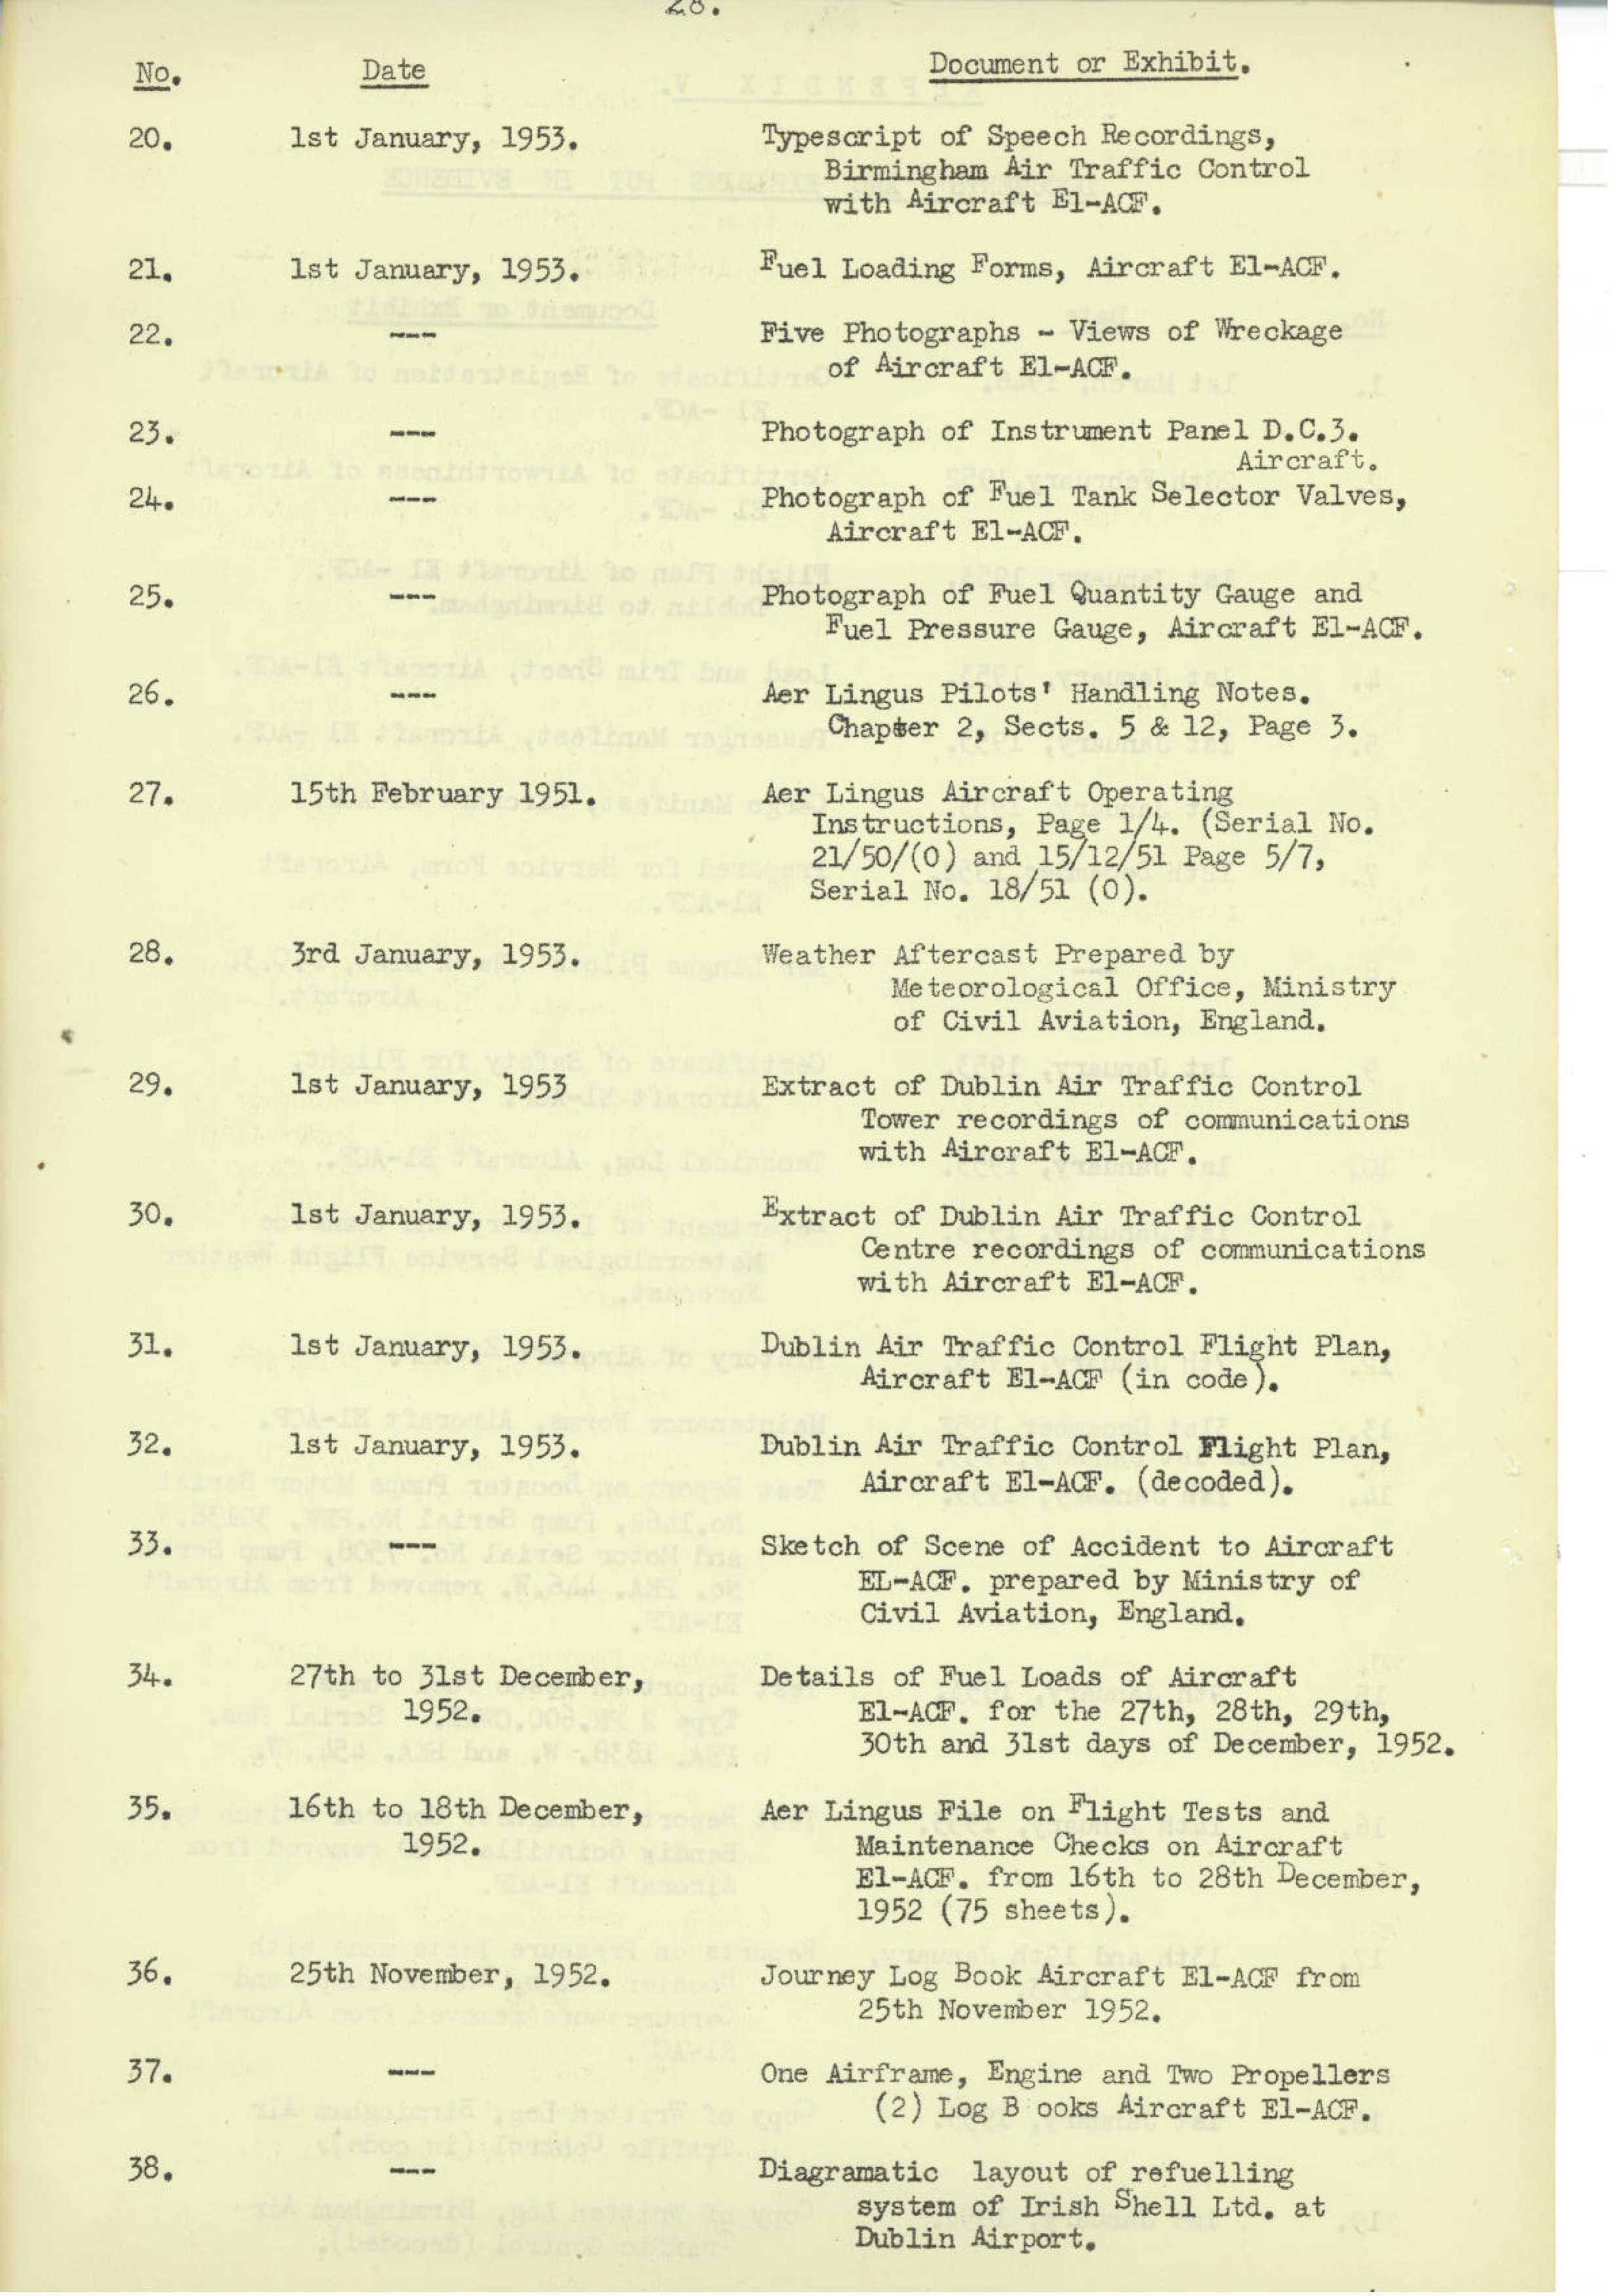 28.
No. Date Document or Exhibit.
20. 1st January, 1953. Typescript of Speech Recordings,
Birmingham Air Traffic Control
with Aircraft El-ACF.
21. 1st January, 1953. Fuel Loading Forms, Aircraft El-ACF.
22. --- Five Photographs - Views of Wreckage
of Aircraft El-ACF.
23. --- Photograph of Instrument Panel D.C.3.
Aircraft.
24. --- Photograph of Fuel Tank Selector Valves,
Aircraft El-ACF.
25. --- Photograph of Fuel Quantity Gauge and
Fuel Pressure Gauge, Aircraft El-ACF.
26. --- Aer Lingus Pilots' Handling Notes.
Chapter 2, Sects. 5 & 12, Page 3.
27. 15th February 1951. Aer Lingus Aircraft Operating
Instructions, Page 1/4. (Serial No.
21/50/(0) and 15/12/51 Page 5/7,
Serial No. 18/51 (0).
28. 3rd January, 1953. Weather Aftercast Prepared by
Meteorological Office, Ministry
of Civil Aviation, England.
29. 1st January, 1953 Extract of Dublin Air Traffic Control
Tower recordings of communications
with Aircraft El-ACF.
30. 1st January, 1953. Extract of Dublin Air Traffic Control
Centre recordings of communications
with Aircraft El-ACF.
31. 1st January, 1953. Dublin Air Traffic Control Flight Plan,
Aircraft El-ACF (in code).
32. 1st January, 1953. Dublin Air Traffic Control Flight Plan,
Aircraft El-ACF. (decoded).
33. --- Sketch of Scene of Accident to Aircraft
EL-ACF. prepared by Ministry of
Civil Aviation, England.
34. 27th to 31st December, Details of Fuel Loads of Aircraft
1952. El-ACF. for the 27th, 28th, 29th,
30th and 31st days of December, 1952.
35. 16th to 18th December, Aer Lingus File on Flight Tests and
1952. Maintenance Checks on Aircraft
El-ACF. from 16th to 28th December,
1952 (75 sheets).
36. 25th November, 1952. Journey Log Book Aircraft El-ACF from
25th November 1952.
37. --- One Airframe, Engine and Two Propellers
(2) Log B ooks Aircraft El-ACF.
38. --- Diagramatic layout of refuelling
system of Irish Shell Ltd. at
Dublin Airport.